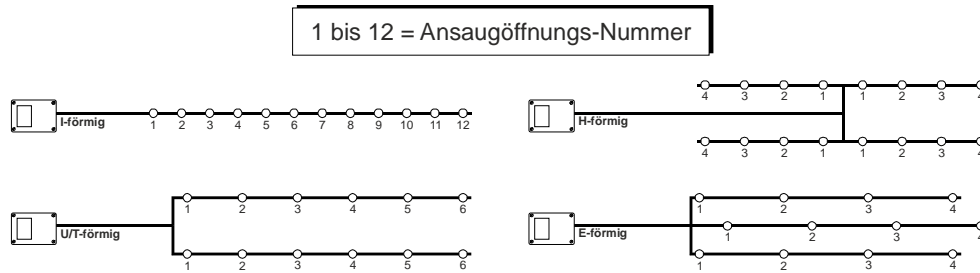 1 bis 12 = Ansaugöffnungs-Nummer
I-förmig
1 2 3 4 5 6 7 8 9 10 11 12
4 3 2 1 1 2 3 4
H-förmig
4 3 2 1 1 2 3 4
1 2 3 4 5 6
U/T-förmig
1 2 3 4 5 6
1 2 3 4
E-förmig
1 2 3 4
1 2 3 4